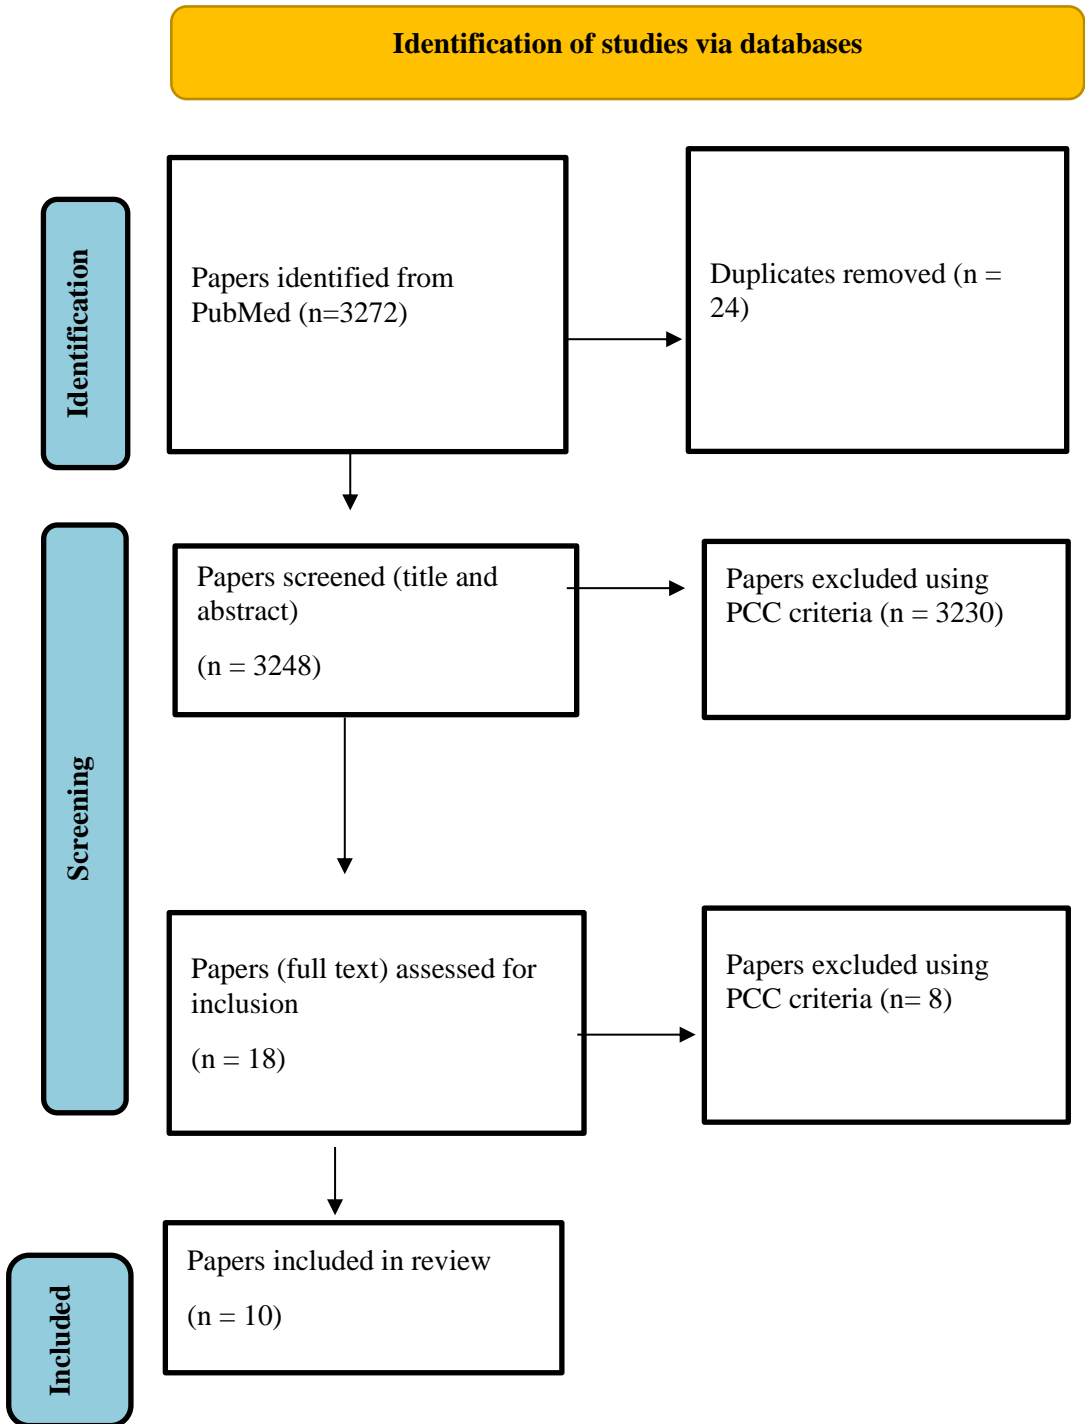 Identification of studies via databases
Identification
Papers identified from
PubMed (n=3272)
Duplicates removed (n =
24)
Screening
Papers screened (title and
abstract)
(n = 3248)
Papers excluded using
PCC criteria (n = 3230)
Papers (full text) assessed for
inclusion
(n = 18)
Papers excluded using
PCC criteria (n= 8)
Included
Papers included in review
(n = 10)